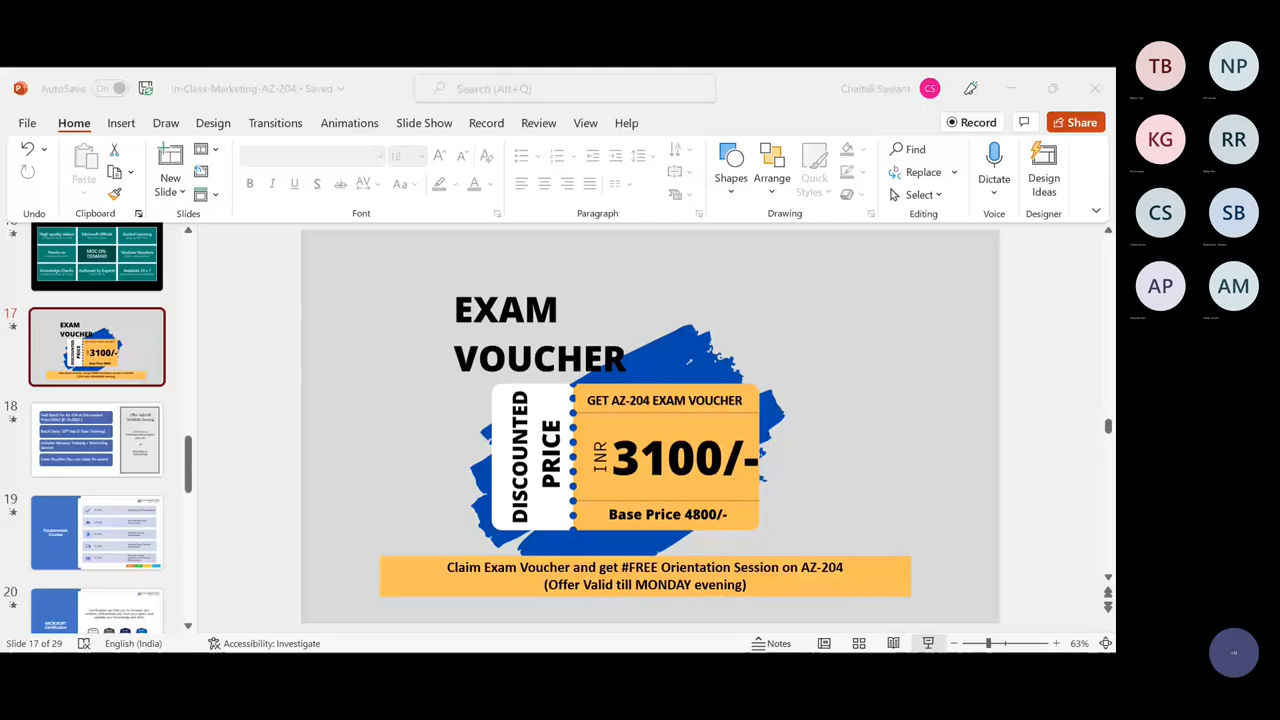 AutoSave On In-Class-Marketing-AZ-204 • Saved Search (Alt+Q) Chaitali Sawant CS
File Home Insert Draw Design Transitions Animations Slide Show Record Review View Help Record Share
Paste New Slide 18 Shapes Arrange Quick Styles Find Replace Select Dictate Design Ideas
Undo Clipboard Slides Font Paragraph Drawing Editing Voice Designer
17
18
19
20
EXAM
VOUCHER
DISCOUNTED
PRICE
GET AZ-204 EXAM VOUCHER
INR 3100/-
Base Price 4800/-
Claim Exam Voucher and get #FREE Orientation Session on AZ-204
(Offer Valid till MONDAY evening)
Slide 17 of 29 English (India) Accessibility: Investigate Notes 63%
TB NP
KG RR
CS SB
AP AM